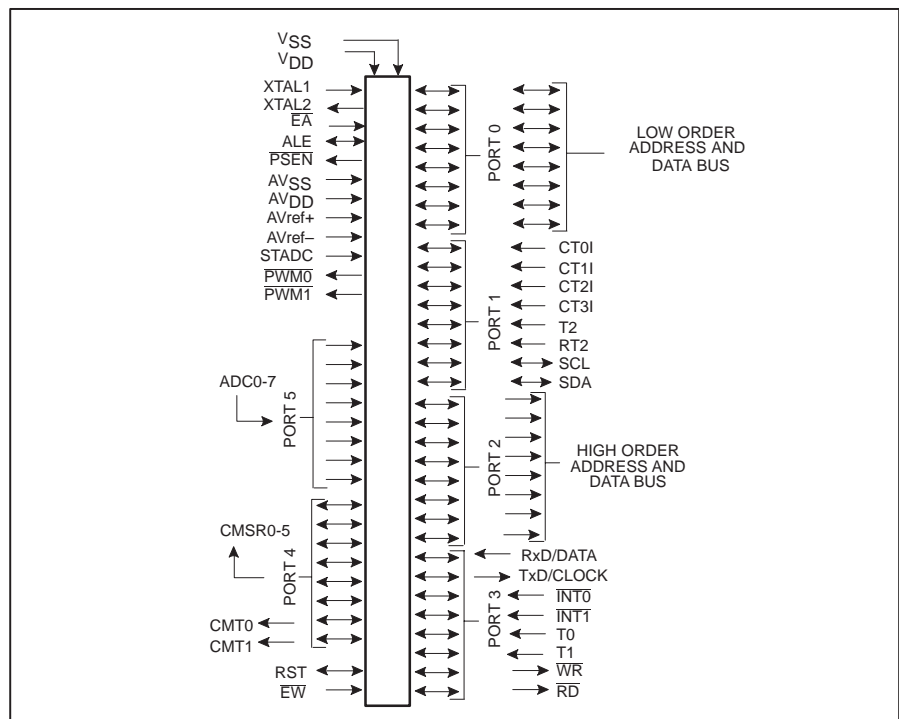 VSS
VDD
XTAL1
XTAL2
EA
ALE
PSEN
AVSS
AVDD
AVref+
AVref–
STADC
PWM0
PWM1
ADC0-7
PORT 5
CMSR0-5
PORT 4
CMT0
CMT1
RST
EW
PORT 0
LOW ORDER
ADDRESS AND
DATA BUS
PORT 1
CT0I
CT1I
CT2I
CT3I
T2
RT2
SCL
SDA
PORT 2
HIGH ORDER
ADDRESS AND
DATA BUS
PORT 3
RxD/DATA
TxD/CLOCK
INT0
INT1
T0
T1
WR
RD